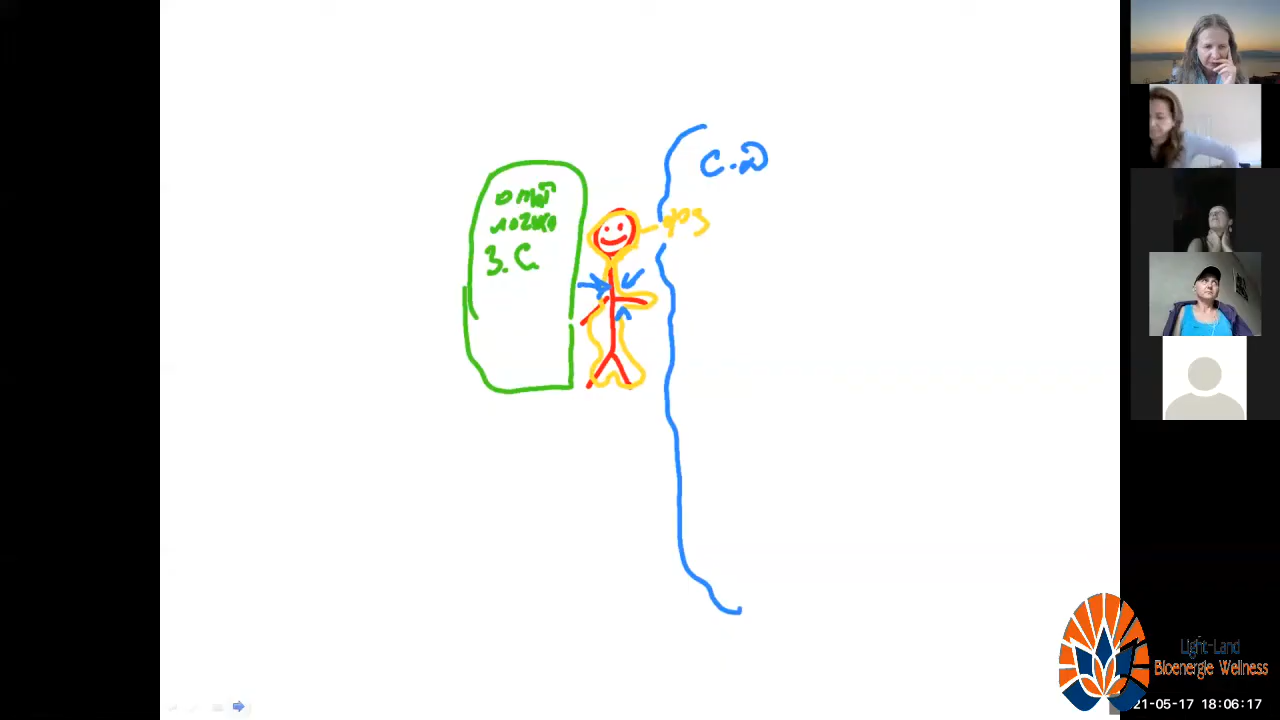 опыт
логика
З. С.
С.Д
Light-Land
Bioenergie Wellness
21-05-17 18:06:17